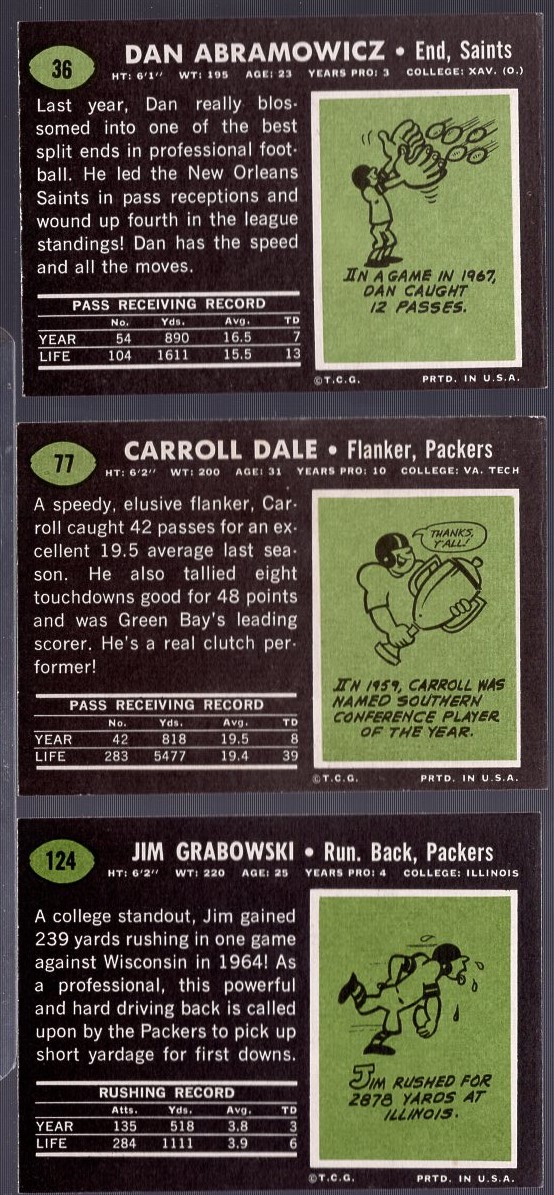 36
DAN ABRAMOWICZ • End, Saints
HT: 6'1" WT: 195 AGE: 23 YEARS PRO: 3 COLLEGE: XAV. (O.)
Last year, Dan really blos-
somed into one of the best
split ends in professional foot-
ball. He led the New Orleans
Saints in pass receptions and
wound up fourth in the league
standings! Dan has the speed
and all the moves.
PASS RECEIVING RECORD
No. Yds. Avg. TD
YEAR 54 890 16.5 7
LIFE 104 1611 15.5 13
IN A GAME IN 1967,
DAN CAUGHT
12 PASSES.
©T.C.G. PRTD. IN U.S.A.
77
CARROLL DALE • Flanker, Packers
HT: 6'2" WT: 200 AGE: 31 YEARS PRO: 10 COLLEGE: VA. TECH
A speedy, elusive flanker, Car-
roll caught 42 passes for an ex-
cellent 19.5 average last sea-
son. He also tallied eight
touchdowns good for 48 points
and was Green Bay's leading
scorer. He's a real clutch per-
former!
PASS RECEIVING RECORD
No. Yds. Avg. TD
YEAR 42 818 19.5 8
LIFE 283 5477 19.4 39
THANKS,
Y'ALL!
IN 1959, CARROLL WAS
NAMED SOUTHERN
CONFERENCE PLAYER
OF THE YEAR.
©T.C.G. PRTD. IN U.S.A.
124
JIM GRABOWSKI • Run. Back, Packers
HT: 6'2" WT: 220 AGE: 25 YEARS PRO: 4 COLLEGE: ILLINOIS
A college standout, Jim gained
239 yards rushing in one game
against Wisconsin in 1964! As
a professional, this powerful
and hard driving back is called
upon by the Packers to pick up
short yardage for first downs.
RUSHING RECORD
Atts. Yds. Avg. TD
YEAR 135 518 3.8 3
LIFE 284 1111 3.9 6
JIM RUSHED FOR
2878 YARDS AT
ILLINOIS.
©T.C.G. PRTD. IN U.S.A.